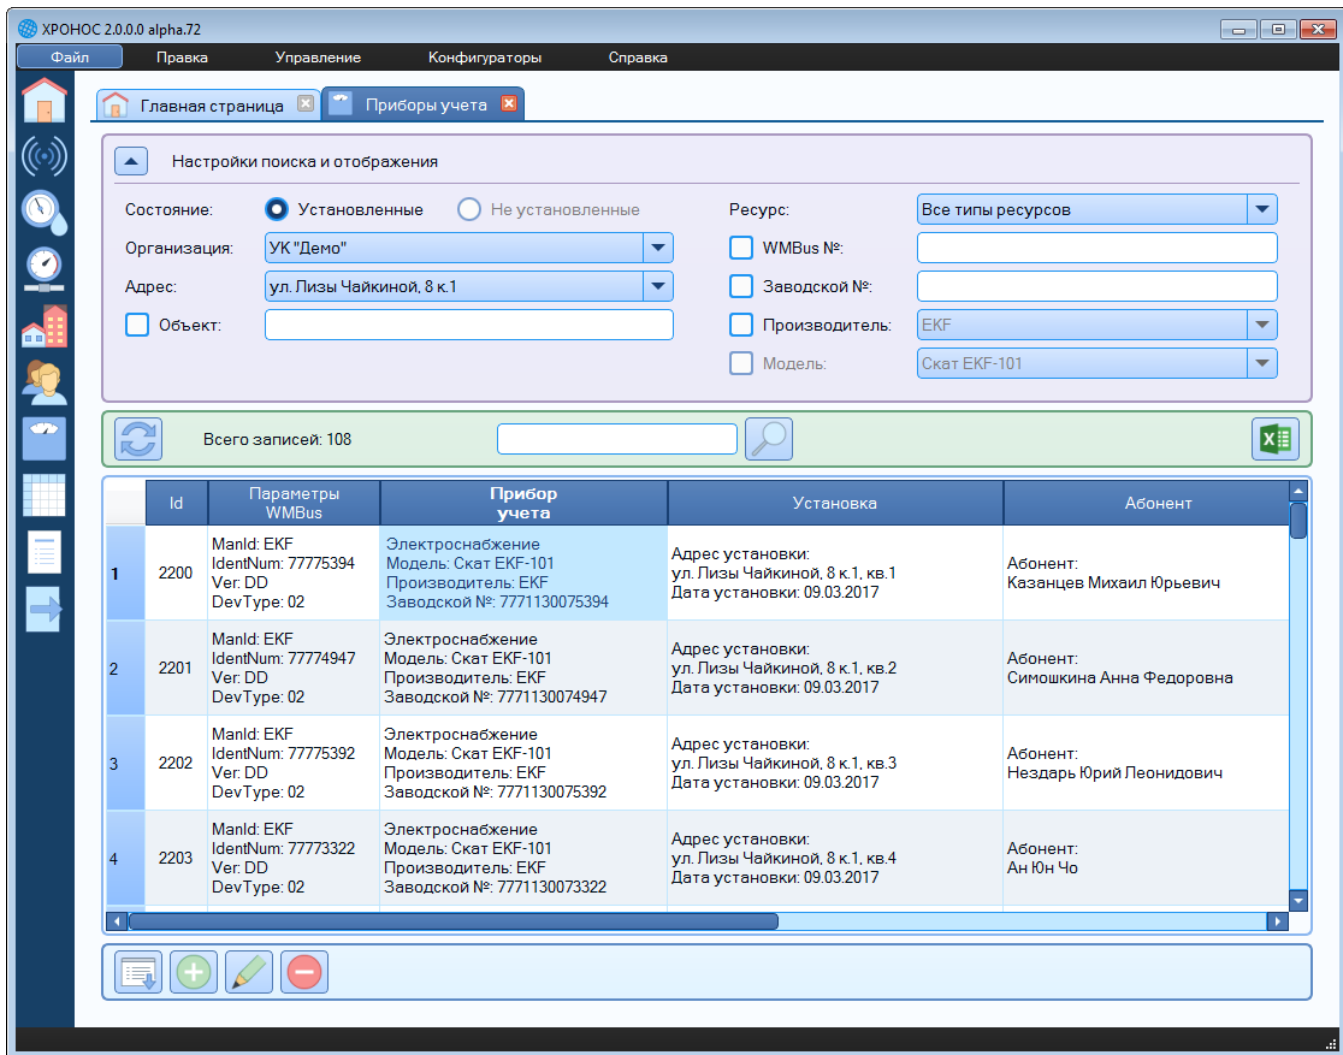 ХРОНОС 2.0.0.0 alpha.72
Файл Правка Управление Конфигураторы Справка
Главная страница Приборы учета
Настройки поиска и отображения
Состояние: Установленные Не установленные Ресурс: Все типы ресурсов
Организация: УК "Демо" WMBus №:
Адрес: ул. Лизы Чайкиной, 8 к.1 Заводской №:
Объект: Производитель: EKF
Модель: Скат EKF-101
Всего записей: 108
Id Параметры WMBus Прибор учета Установка Абонент
1 2200
ManId: EKF
IdentNum: 77775394
Ver: DD
DevType: 02
Электроснабжение
Модель: Скат EKF-101
Производитель: EKF
Заводской №: 7771130075394
Адрес установки:
ул. Лизы Чайкиной, 8 к.1, кв.1
Дата установки: 09.03.2017
Абонент:
Казанцев Михаил Юрьевич
2 2201
ManId: EKF
IdentNum: 77774947
Ver: DD
DevType: 02
Электроснабжение
Модель: Скат EKF-101
Производитель: EKF
Заводской №: 7771130074947
Адрес установки:
ул. Лизы Чайкиной, 8 к.1, кв.2
Дата установки: 09.03.2017
Абонент:
Симошкина Анна Федоровна
3 2202
ManId: EKF
IdentNum: 77775392
Ver: DD
DevType: 02
Электроснабжение
Модель: Скат EKF-101
Производитель: EKF
Заводской №: 7771130075392
Адрес установки:
ул. Лизы Чайкиной, 8 к.1, кв.3
Дата установки: 09.03.2017
Абонент:
Нездарь Юрий Леонидович
4 2203
ManId: EKF
IdentNum: 77773322
Ver: DD
DevType: 02
Электроснабжение
Модель: Скат EKF-101
Производитель: EKF
Заводской №: 7771130073322
Адрес установки:
ул. Лизы Чайкиной, 8 к.1, кв.4
Дата установки: 09.03.2017
Абонент:
Ан Юн Чо